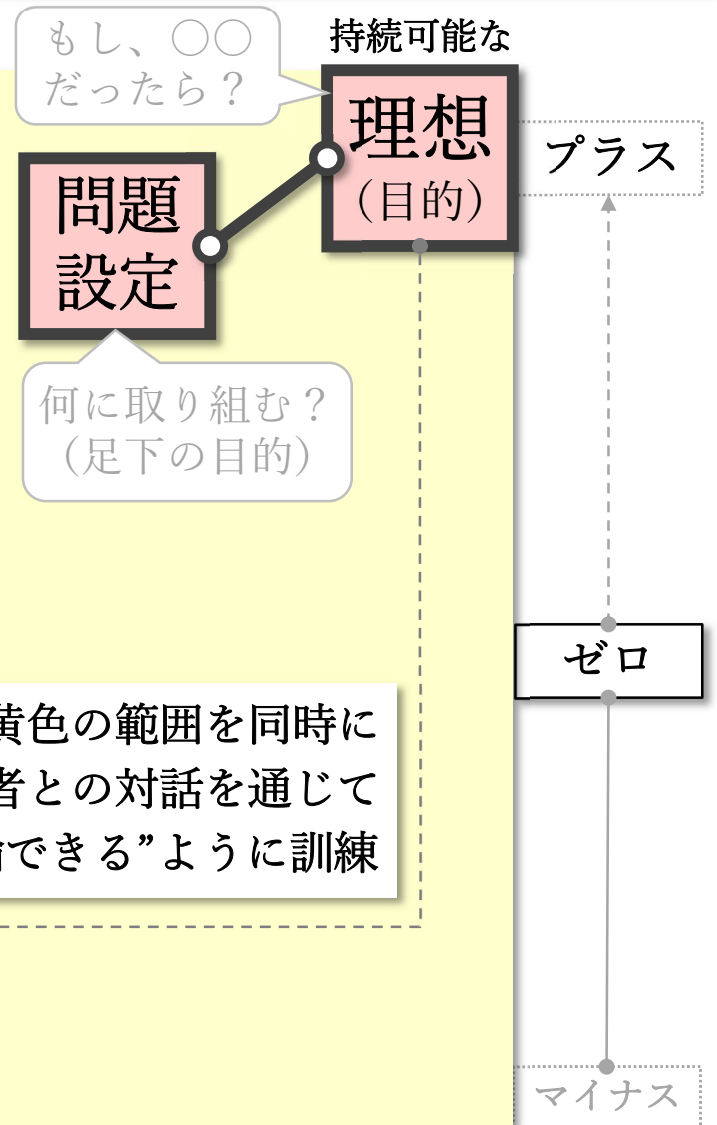 もし、〇〇
だったら？
持続可能な
理想
（目的）
プラス
問題
設定
何に取り組む？
（足下の目的）
ゼロ
黄色の範囲を同時に
者との対話を通じて
できる”ように訓練
マイナス